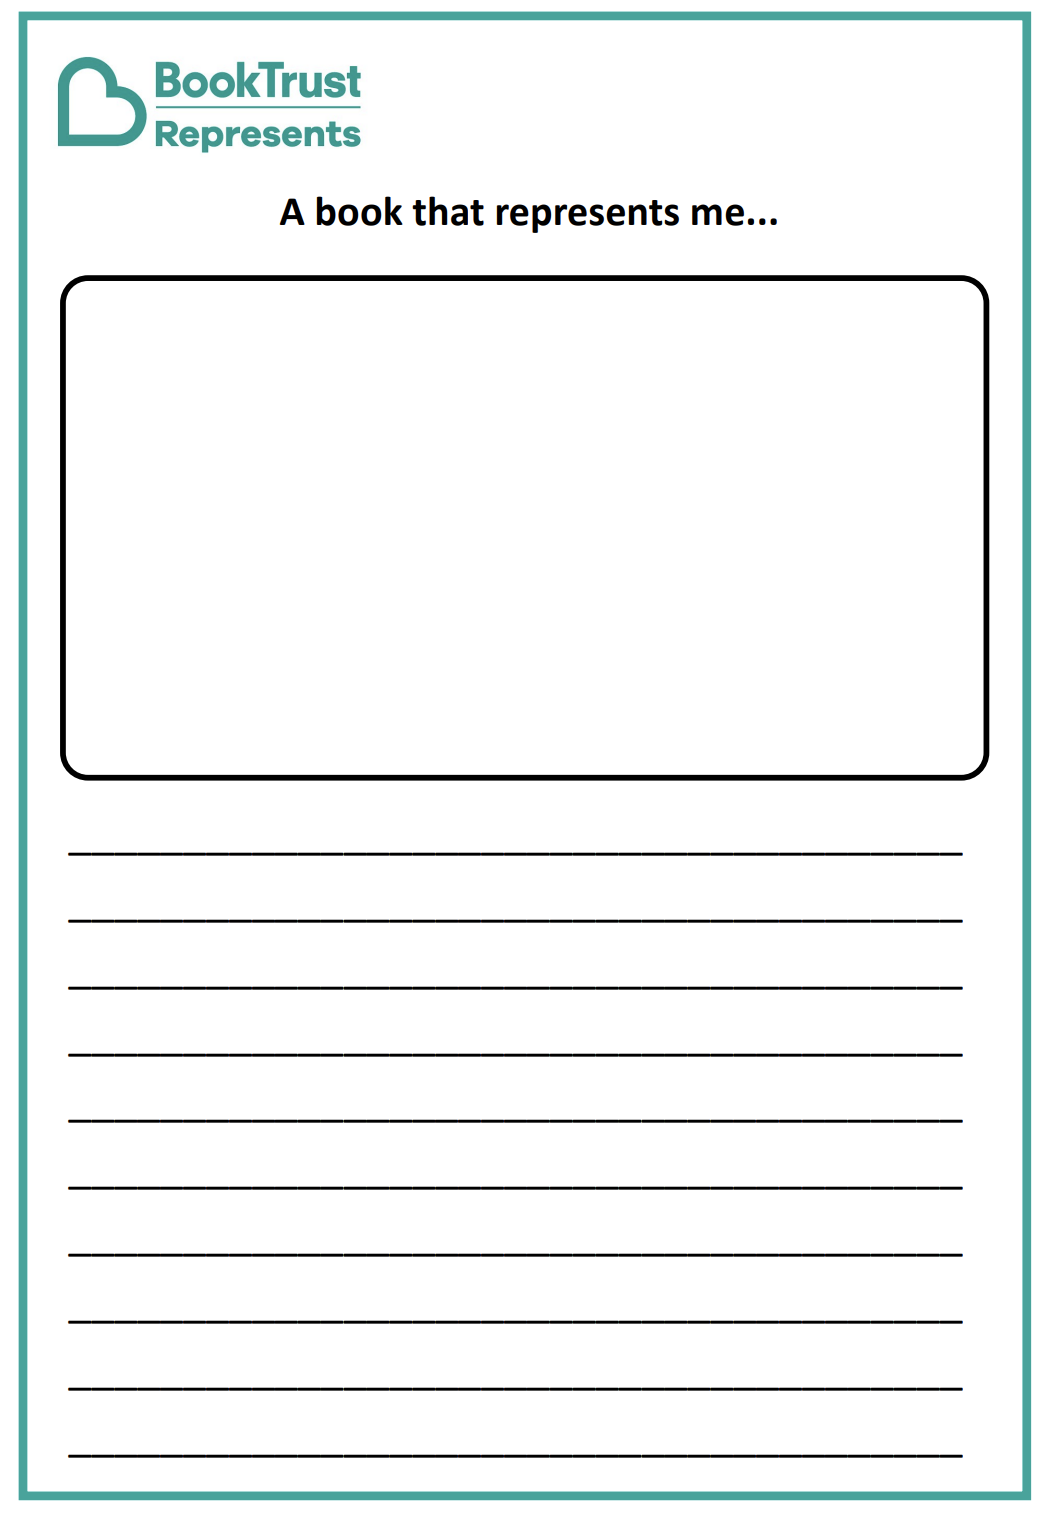 BookTrust
Represents
A book that represents me...